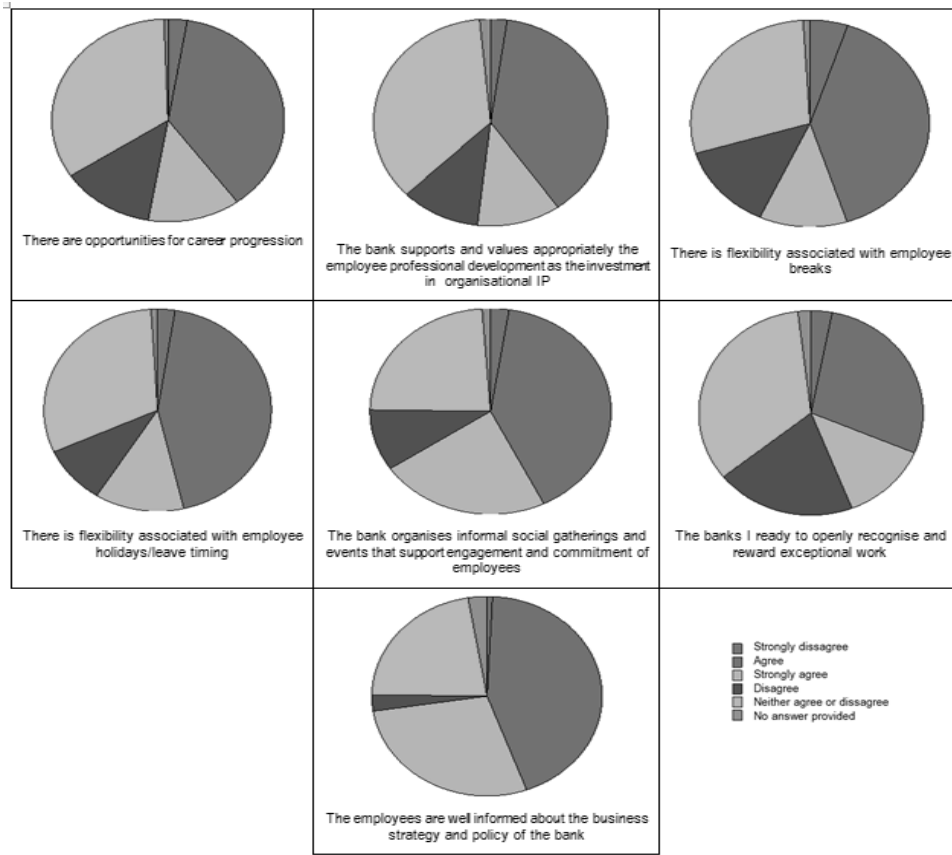 There are opportunities for career progression
The bank supports and values appropriately the
employee professional development as the investment
in organisational IP
There is flexibility associated with employee
breaks
There is flexibility associated with employee
holidays/leave timing
The bank organises informal social gatherings and
events that support engagement and commitment of
employees
The banks I ready to openly recognise and
reward exceptional work
The employees are well informed about the business
strategy and policy of the bank
Strongly dissagree
Agree
Strongly agree
Disagree
Neither agree or dissagree
No answer provided